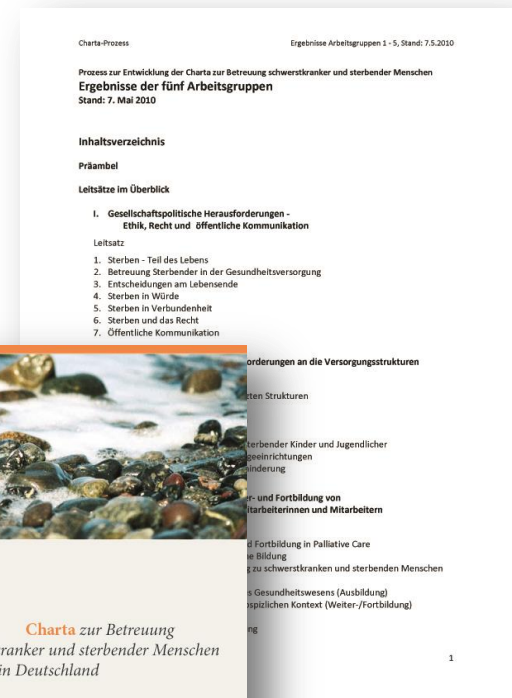 Charta-Prozess Ergebnisse Arbeitsgruppen 1 - 5, Stand: 7.5.2010
Prozess zur Entwicklung der Charta zur Betreuung schwerstkranker und sterbender Menschen
Ergebnisse der fünf Arbeitsgruppen
Stand: 7. Mai 2010
Inhaltsverzeichnis
Präambel
Leitsätze im Überblick
I. Gesellschaftspolitische Herausforderungen -
Ethik, Recht und öffentliche Kommunikation
Leitsatz
1. Sterben - Teil des Lebens
2. Betreuung Sterbender in der Gesundheitsversorgung
3. Entscheidungen am Lebensende
4. Sterben in Würde
5. Sterben in Verbundenheit
6. Sterben und das Recht
7. Öffentliche Kommunikation
orderungen an die Versorgungsstrukturen
ten Strukturen
terbender Kinder und Jugendlicher
geeinrichtungen
inderung
r- und Fortbildung von
itarbeiterinnen und Mitarbeitern
d Fortbildung in Palliative Care
e Bildung
g zu schwerstkranken und sterbenden Menschen
s Gesundheitswesens (Ausbildung)
ospizlichen Kontext (Weiter-/Fortbildung)
ng
1
Charta zur Betreuung
ranker und sterbender Menschen
in Deutschland